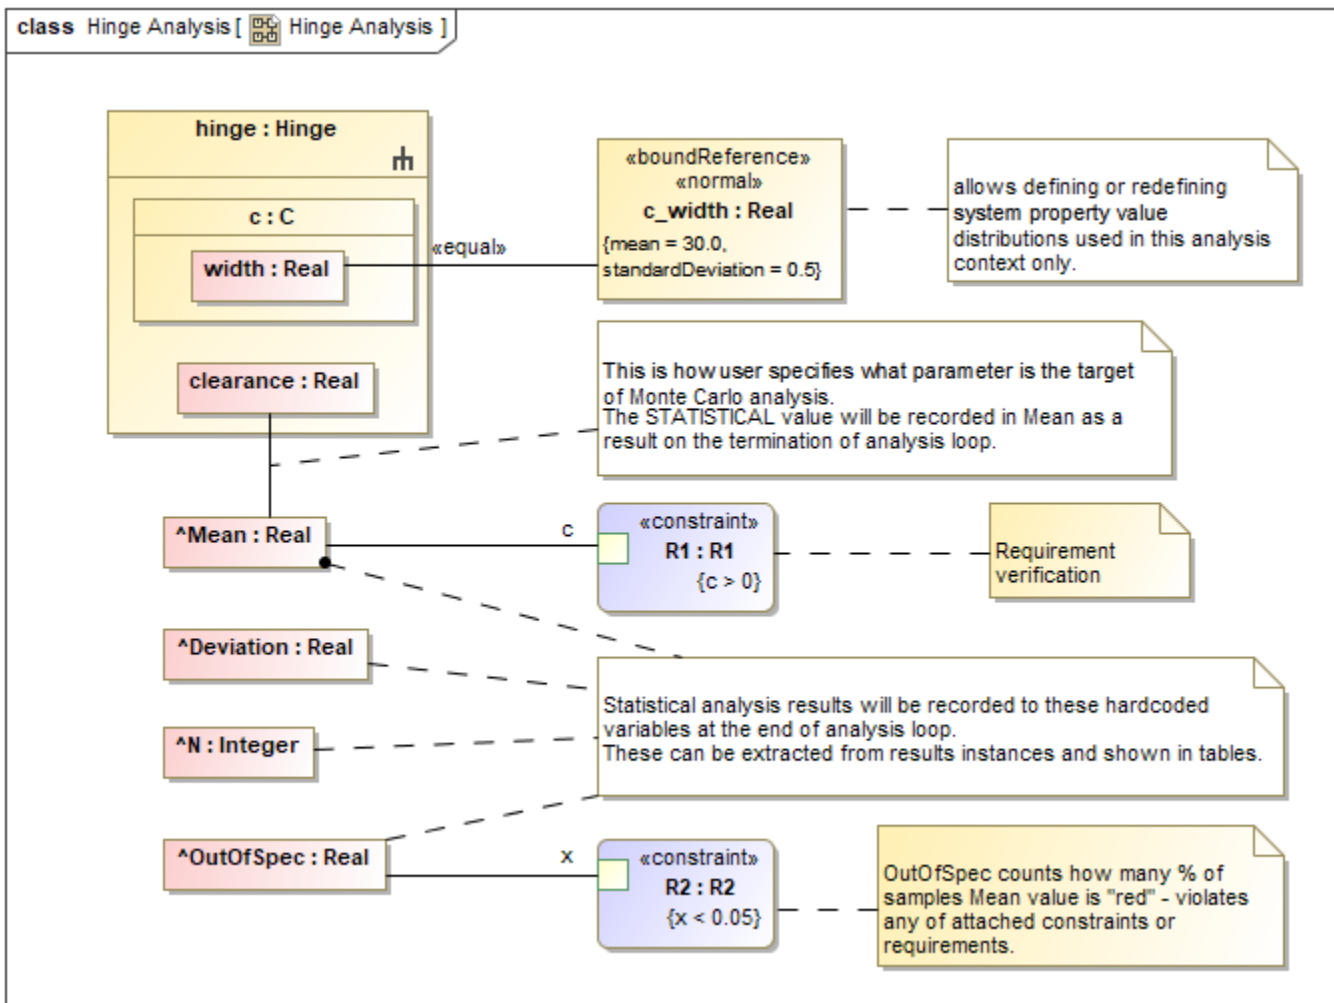 class Hinge Analysis [ Hinge Analysis ]
hinge : Hinge
c : C
width : Real
«equal»
clearance : Real
«boundReference»
«normal»
c_width : Real
{mean = 30.0,
standardDeviation = 0.5}
allows defining or redefining
system property value
distributions used in this analysis
context only.
This is how user specifies what parameter is the target
of Monte Carlo analysis.
The STATISTICAL value will be recorded in Mean as a
result on the termination of analysis loop.
^Mean : Real
c
«constraint»
R1 : R1
{c > 0}
Requirement
verification
^Deviation : Real
^N : Integer
Statistical analysis results will be recorded to these hardcoded
variables at the end of analysis loop.
These can be extracted from results instances and shown in tables.
^OutOfSpec : Real
x
«constraint»
R2 : R2
{x < 0.05}
OutOfSpec counts how many % of
samples Mean value is "red" - violates
any of attached constraints or
requirements.